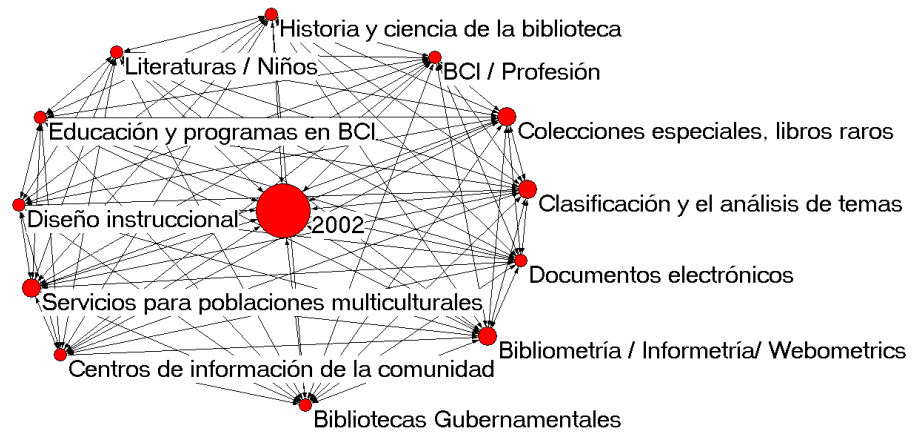 Historia y ciencia de la biblioteca
Literaturas / Niños
BCI / Profesión
Educación y programas en BCI
Colecciones especiales, libros raros
Clasificación y el análisis de temas
Diseño instruccional
2002
Documentos electrónicos
Servicios para poblaciones multiculturales
Bibliometría / Informetría/ Webometrics
Centros de información de la comunidad
Bibliotecas Gubernamentales